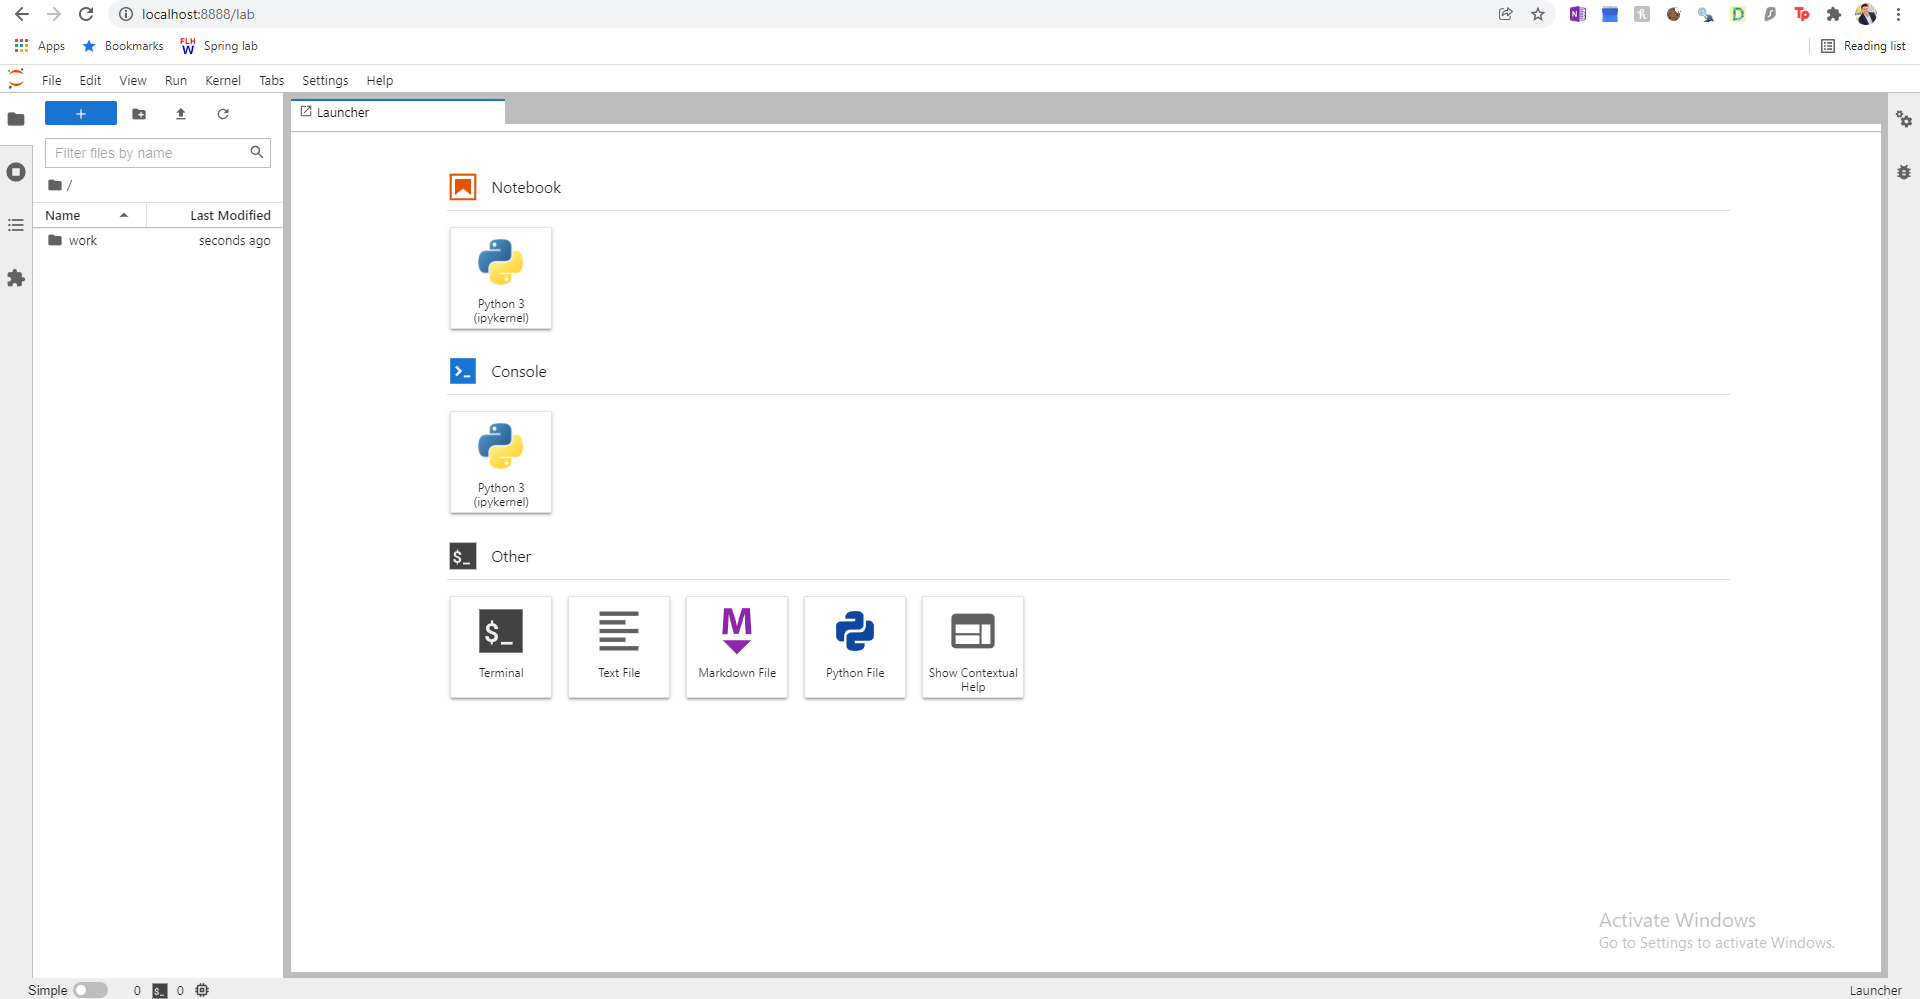 localhost:8888/lab
Apps Bookmarks FLH W Spring lab Reading list
File Edit View Run Kernel Tabs Settings Help
+
Launcher
Filter files by name
/
Name Last Modified
work seconds ago
Notebook
Python 3
(ipykernel)
>_ Console
Python 3
(ipykernel)
$_ Other
$_
Terminal
Text File
M
Markdown File
Python File
Show Contextual
Help
Activate Windows
Go to Settings to activate Windows.
Simple 0 $_ 0 Launcher